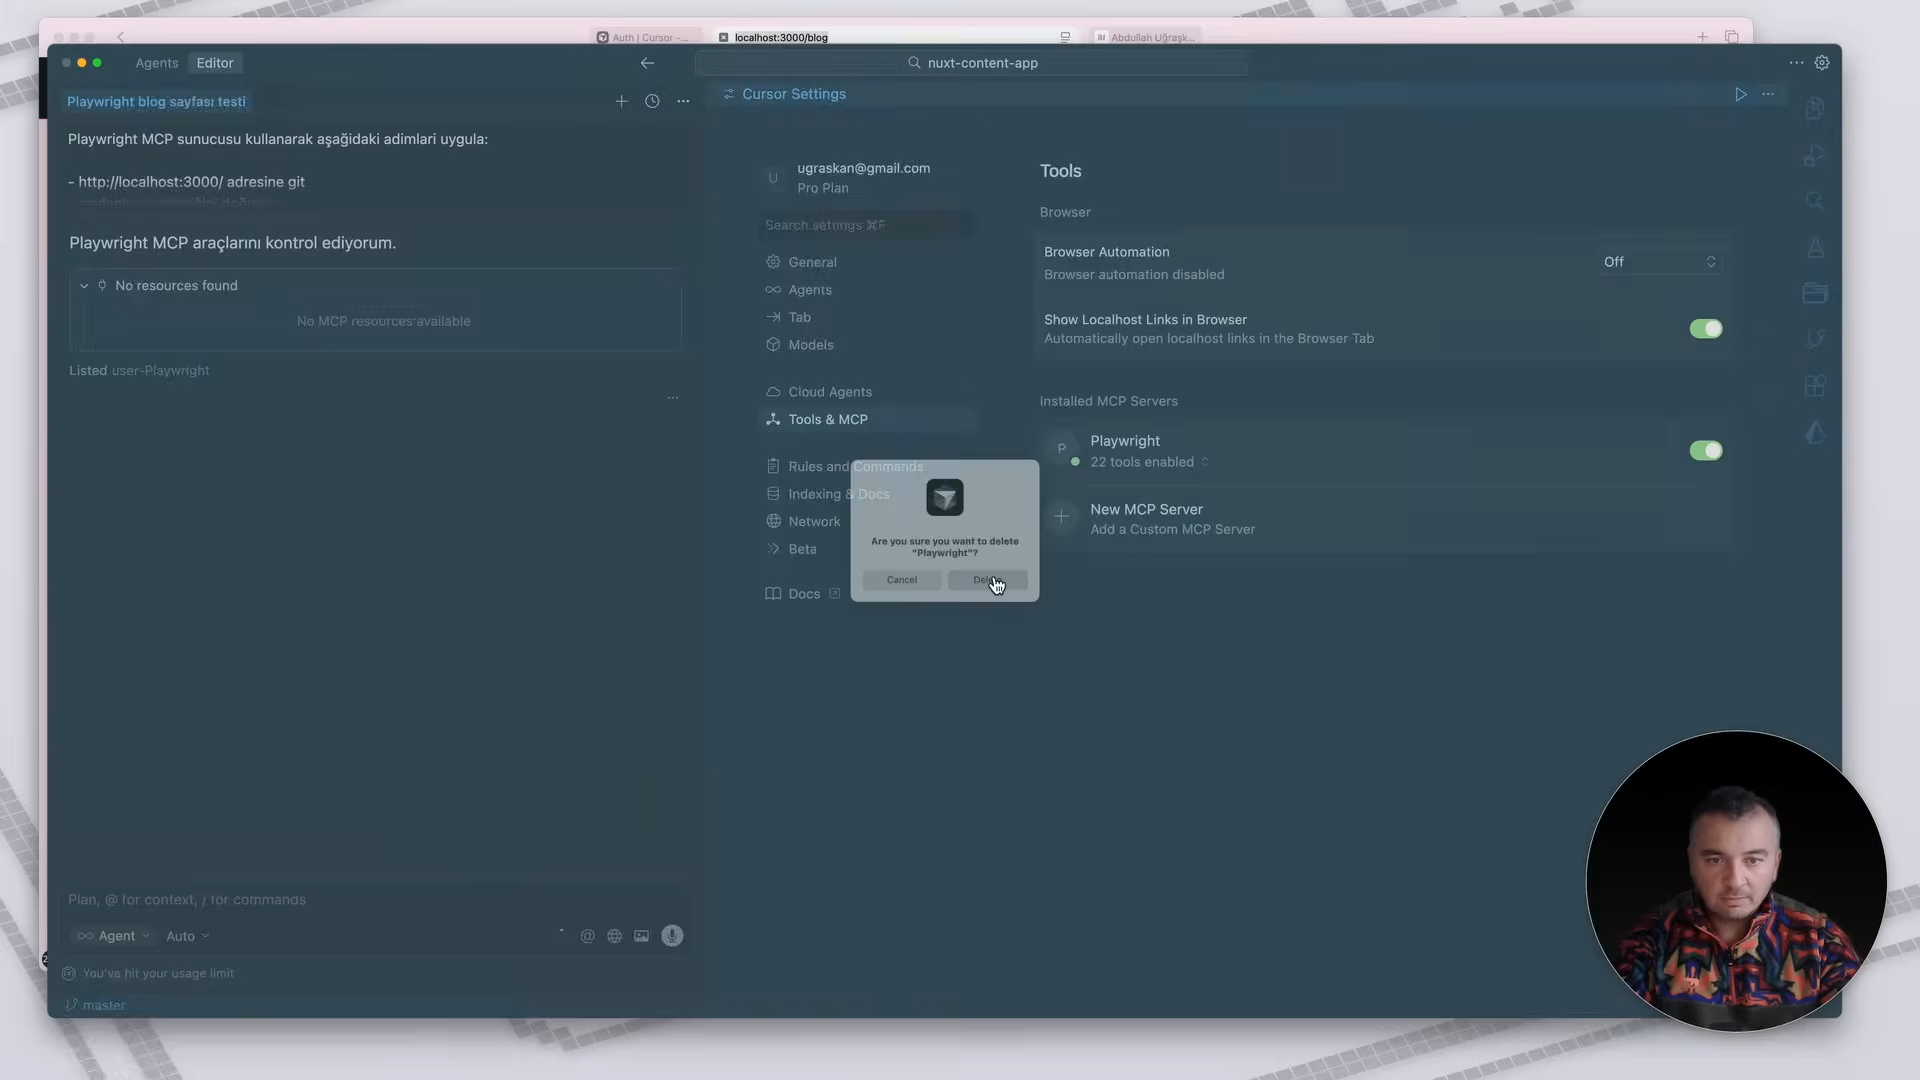 Auth | Cursor -...
localhost:3000/blog
Abdullah Uğraşk...
Agents
Editor
nuxt-content-app
Playwright blog sayfası testi
Cursor Settings
Playwright MCP sunucusu kullanarak aşağidaki adimlari uygula:
- http://localhost:3000/ adresine git
Playwright MCP araçlarını kontrol ediyorum.
No resources found
No MCP resources available
Listed user-Playwright
U
ugraskan@gmail.com
Pro Plan
Search settings ⌘F
General
Agents
Tab
Models
Cloud Agents
Tools & MCP
Rules and Commands
Indexing & Docs
Network
Beta
Docs
Tools
Browser
Browser Automation
Browser automation disabled
Off
Show Localhost Links in Browser
Automatically open localhost links in the Browser Tab
Installed MCP Servers
P
Playwright
22 tools enabled
New MCP Server
Add a Custom MCP Server
Are you sure you want to delete
"Playwright"?
Cancel
Plan, @ for context, / for commands
Agent
Auto
You've hit your usage limit
master